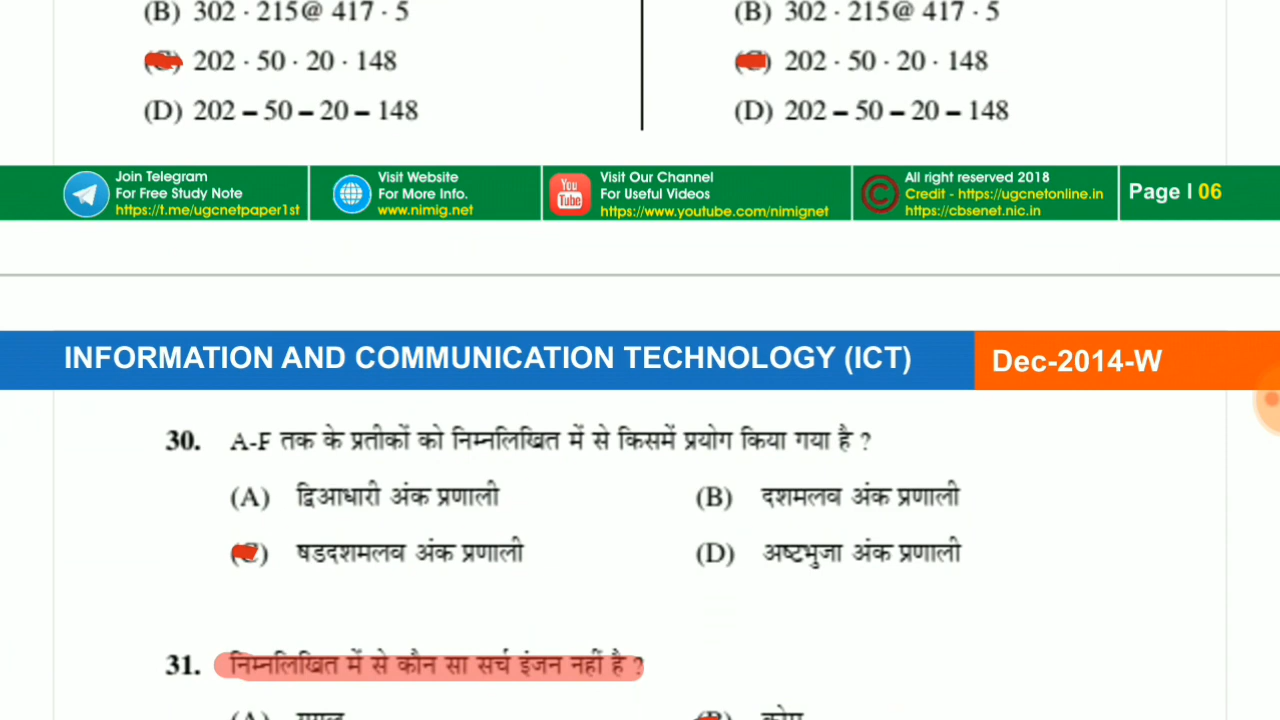 (B) 302 · 215@ 417 · 5
(C) 202 · 50 · 20 · 148
(D) 202 – 50 – 20 – 148
(B) 302 · 215@ 417 · 5
(C) 202 · 50 · 20 · 148
(D) 202 – 50 – 20 – 148
Join Telegram
For Free Study Note
https://t.me/ugcnetpaper1st
Visit Website
For More Info.
www.nimig.net
You
Tube
Visit Our Channel
For Useful Videos
https://www.youtube.com/nimignet
All right reserved 2018
Credit - https://ugcnetonline.in
https://cbsenet.nic.in
Page I 06
INFORMATION AND COMMUNICATION TECHNOLOGY (ICT)
Dec-2014-W
30. A-F तक के प्रतीकों को निम्नलिखित में से किसमें प्रयोग किया गया है ?
(A) द्विआधारी अंक प्रणाली
(B) दशमलव अंक प्रणाली
(C) षडदशमलव अंक प्रणाली
(D) अष्टभुजा अंक प्रणाली
31. निम्नलिखित में से कौन सा सर्च इंजन नहीं है ?
(A) गूगल
(B) क्रोम